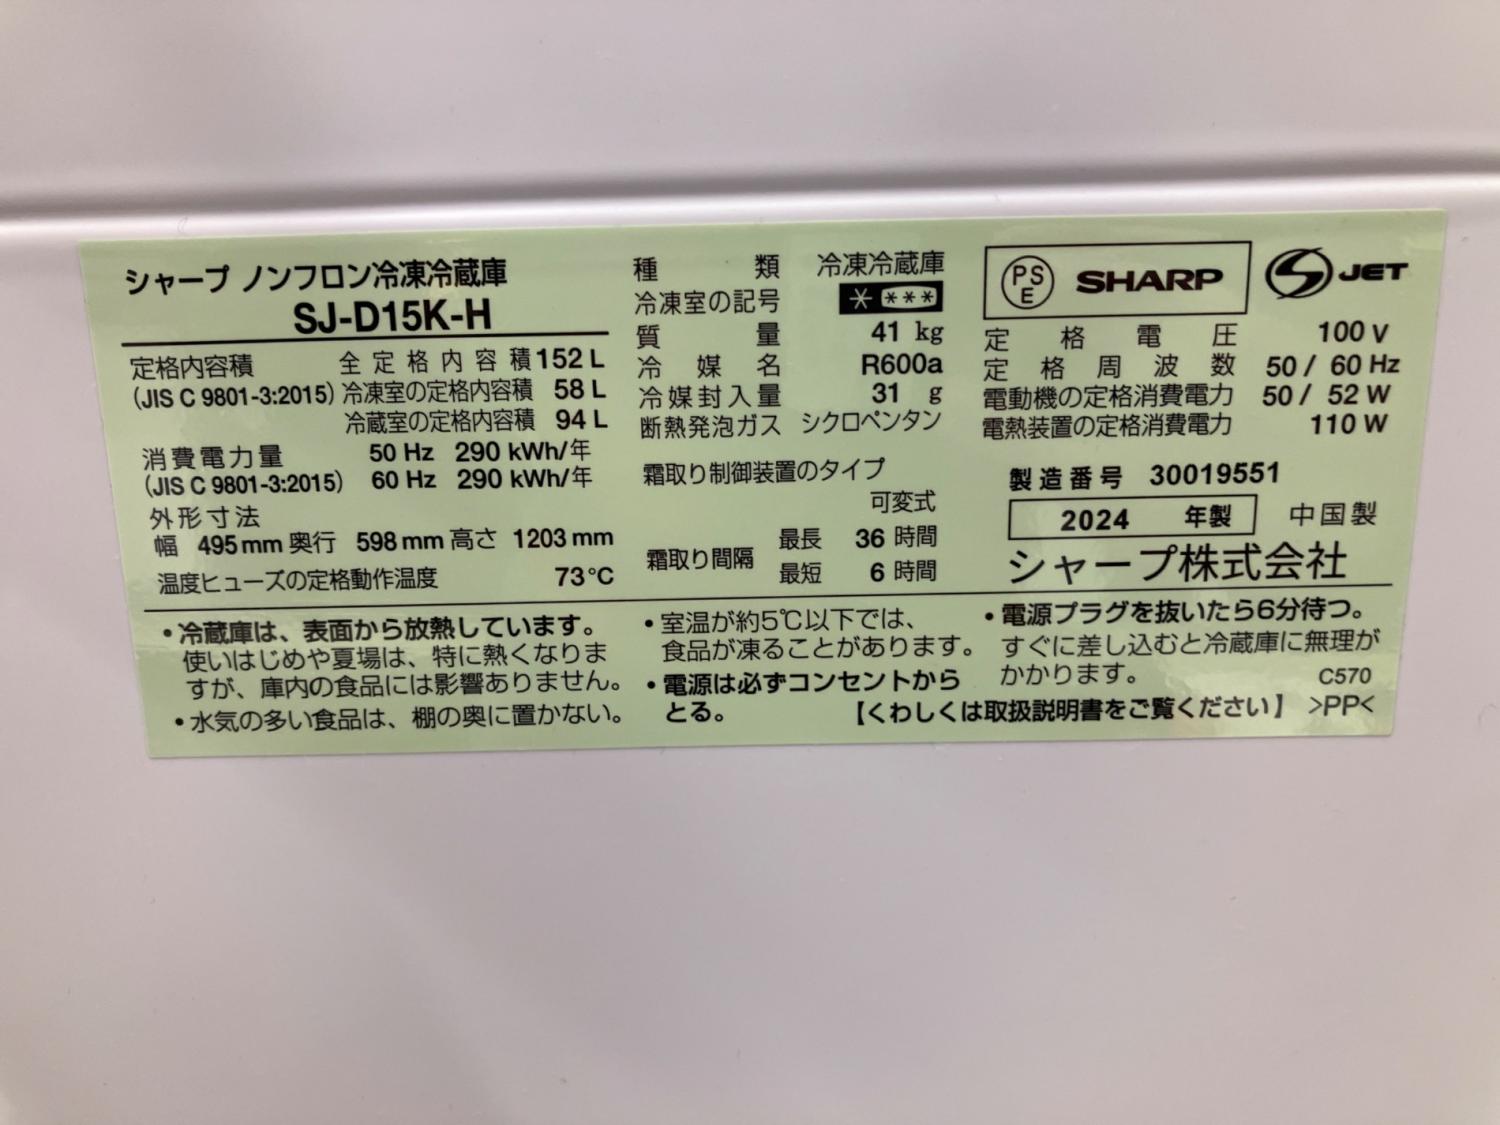 シャープ ノンフロン冷凍冷蔵庫
SJ-D15K-H
定格内容積 全定格内容積 152 L
(JIS C 9801-3:2015) 冷凍室の定格内容積 58 L
冷蔵室の定格内容積 94 L
消費電力量 50 Hz 290 kWh/年
(JIS C 9801-3:2015) 60 Hz 290 kWh/年
外形寸法
幅 495 mm 奥行 598 mm 高さ 1203 mm
温度ヒューズの定格動作温度 73℃
種類 冷凍冷蔵庫
冷凍室の記号 * ***
質量 41 kg
冷媒名 R600a
冷媒封入量 31 g
断熱発泡ガス シクロペンタン
霜取り制御装置のタイプ
可変式
霜取り間隔 最長 36 時間
最短 6 時間
PS E SHARP JET
定格電圧 100 V
定格周波数 50 / 60 Hz
電動機の定格消費電力 50 / 52 W
電熱装置の定格消費電力 110 W
製造番号 30019551
2024 年製 中国製
シャープ株式会社
・冷蔵庫は、表面から放熱しています。
使いはじめや夏場は、特に熱くなりま
すが、庫内の食品には影響ありません。
・水気の多い食品は、棚の奥に置かない。
・室温が約5℃以下では、
食品が凍ることがあります。
・電源は必ずコンセントから
とる。
・電源プラグを抜いたら6分待つ。
すぐに差し込むと冷蔵庫に無理が
かかります。 C570
【くわしくは取扱説明書をご覧ください】 >PP<